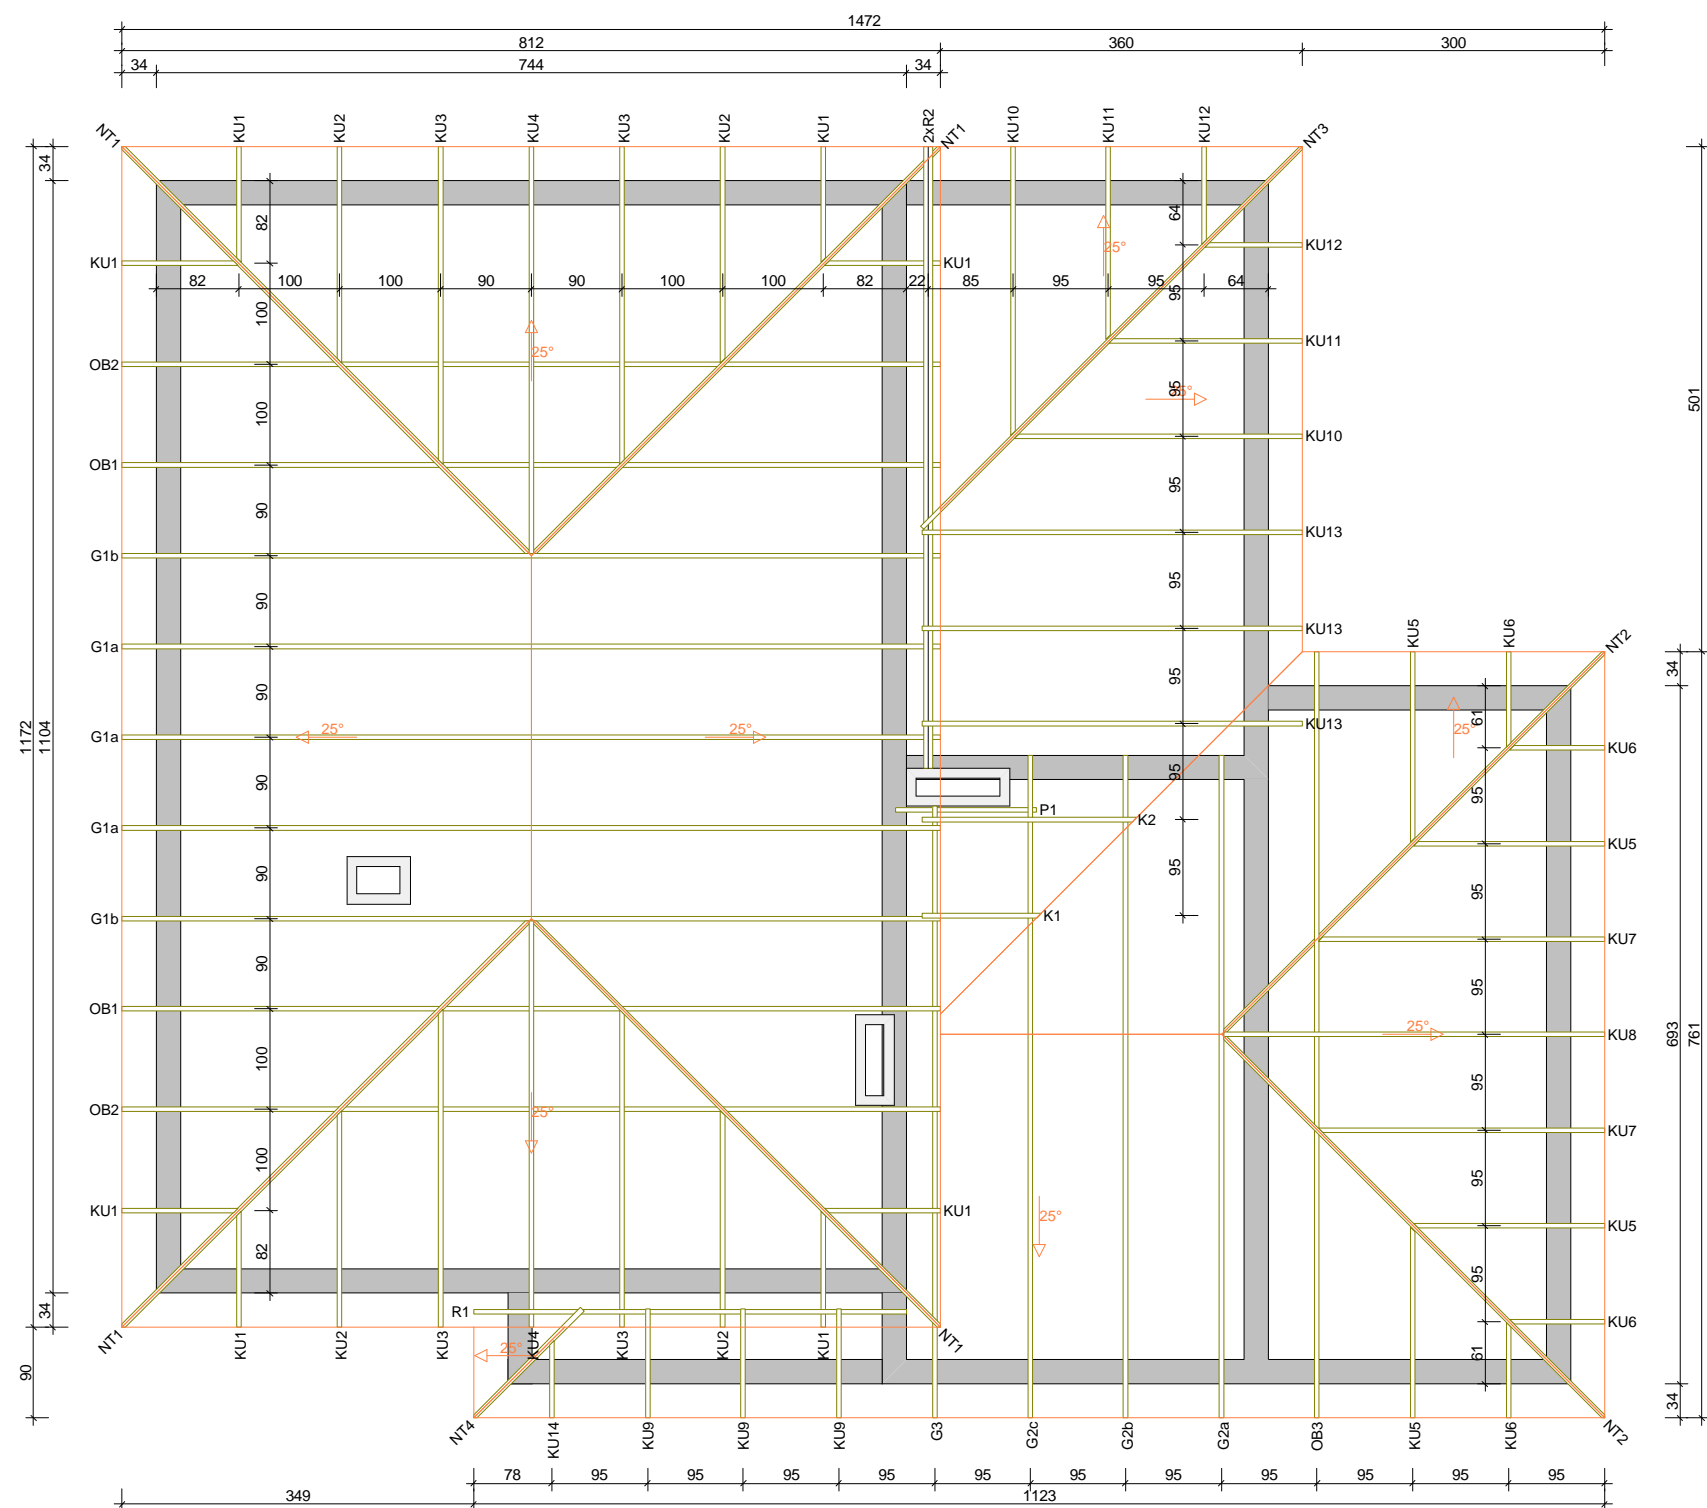 1472
812 360 300
34 744 34
NT1 KU1 KU2 KU3 KU4 KU3 KU2 KU1 2xR2 NT1 KU10 KU11 KU12 NT3
34 82 64
KU1 KU1 KU12
25°
82 100 100 90 90 100 100 82 22 85 95 95 64
100 95
25° KU11
OB2
25°
100 95 501
KU10
OB1
90 95 KU13
G1b
90 95
KU13 KU5 KU6 NT2
G1a
34
90 95 61
25° 25° KU13 25°
G1a KU6
1172 1104
90 95 95
P1
G1a K2
KU5
90 95
K1
G1b 95
90 KU7
OB1 95
25° KU8
693 761
100
25° 95
OB2
KU7
100 95
KU1 KU1 25° KU5
82 95
34 R1 KU6
NT1 KU1 KU2 KU3 KU4 KU3 KU2 KU1 NT1
25° 61
90 34
NT4 KU14 KU9 KU9 KU9 G3 G2c G2b G2a OB3 KU5 KU6 NT2
78 95 95 95 95 95 95 95 95 95 95 95
349 1123